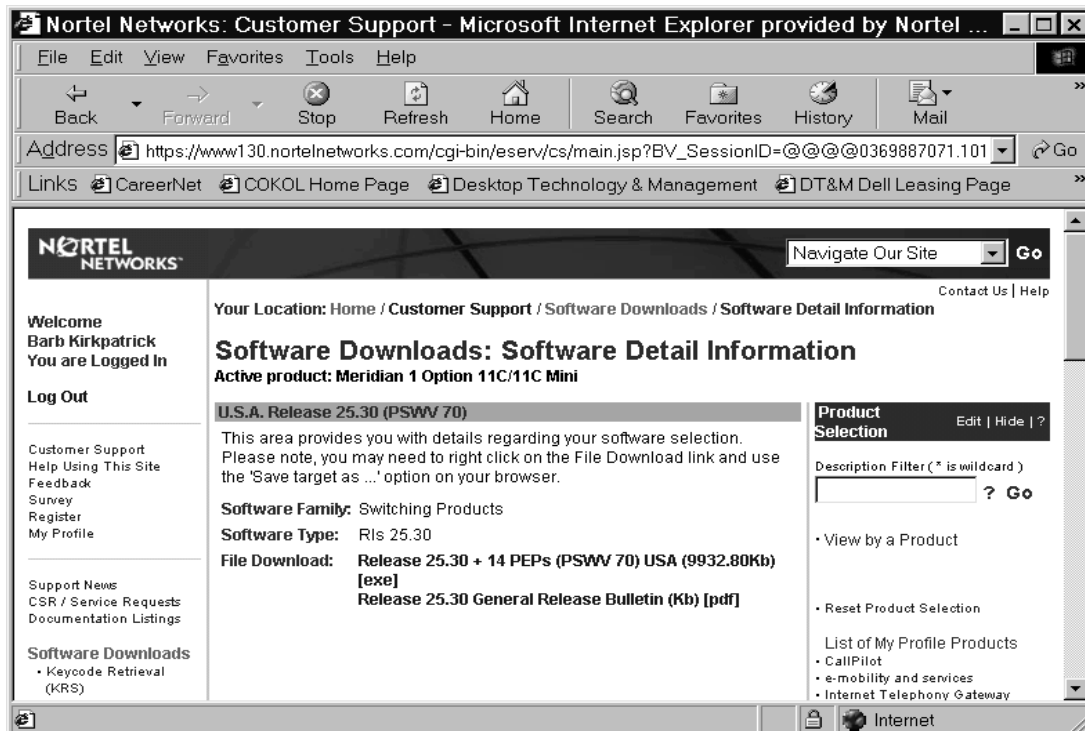 Nortel Networks: Customer Support - Microsoft Internet Explorer provided by Nortel ...
File Edit View Favorites Tools Help
Back Forward Stop Refresh Home Search Favorites History Mail »
Address https://www130.nortelnetworks.com/cgi-bin/eserv/cs/main.jsp?BV_SessionID=@@@@0369887071.101 Go
Links CareerNet COKOL Home Page Desktop Technology & Management DT&M Dell Leasing Page »
NORTEL
NETWORKS™
Navigate Our Site Go
Contact Us | Help
Welcome
Barb Kirkpatrick
You are Logged In
Log Out
Customer Support
Help Using This Site
Feedback
Survey
Register
My Profile
Support News
CSR / Service Requests
Documentation Listings
Software Downloads
• Keycode Retrieval
(KRS)
Your Location: Home / Customer Support / Software Downloads / Software Detail Information
Software Downloads: Software Detail Information
Active product: Meridian 1 Option 11C/11C Mini
U.S.A. Release 25.30 (PSWV 70)
This area provides you with details regarding your software selection.
Please note, you may need to right click on the File Download link and use
the 'Save target as ...' option on your browser.
Software Family: Switching Products
Software Type: Rls 25.30
File Download: Release 25.30 + 14 PEPs (PSWV 70) USA (9932.80Kb)
[exe]
Release 25.30 General Release Bulletin (Kb) [pdf]
Product
Selection
Edit | Hide | ?
Description Filter ( * is wildcard )
? Go
• View by a Product
• Reset Product Selection
List of My Profile Products
• CallPilot
• e-mobility and services
• Internet Telephony Gateway
Internet